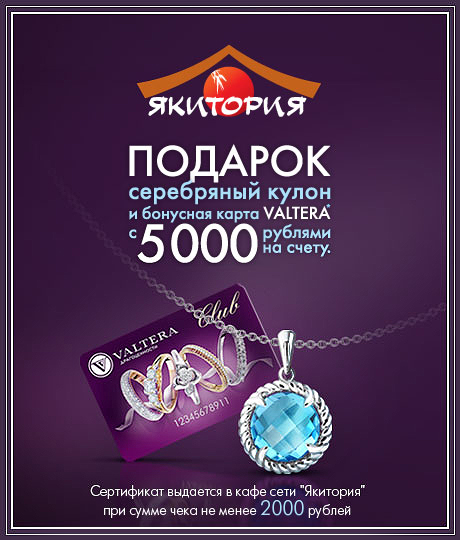 ЯКИТОРИЯ
ПОДАРОК
серебряный кулон
и бонусная карта VALTERA*
с 5000 рублями
на счету.
Club
VALTERA
ДРАГОЦЕННОСТИ
12345678911
Сертификат выдается в кафе сети "Якитория"
при сумме чека не менее 2000 рублей